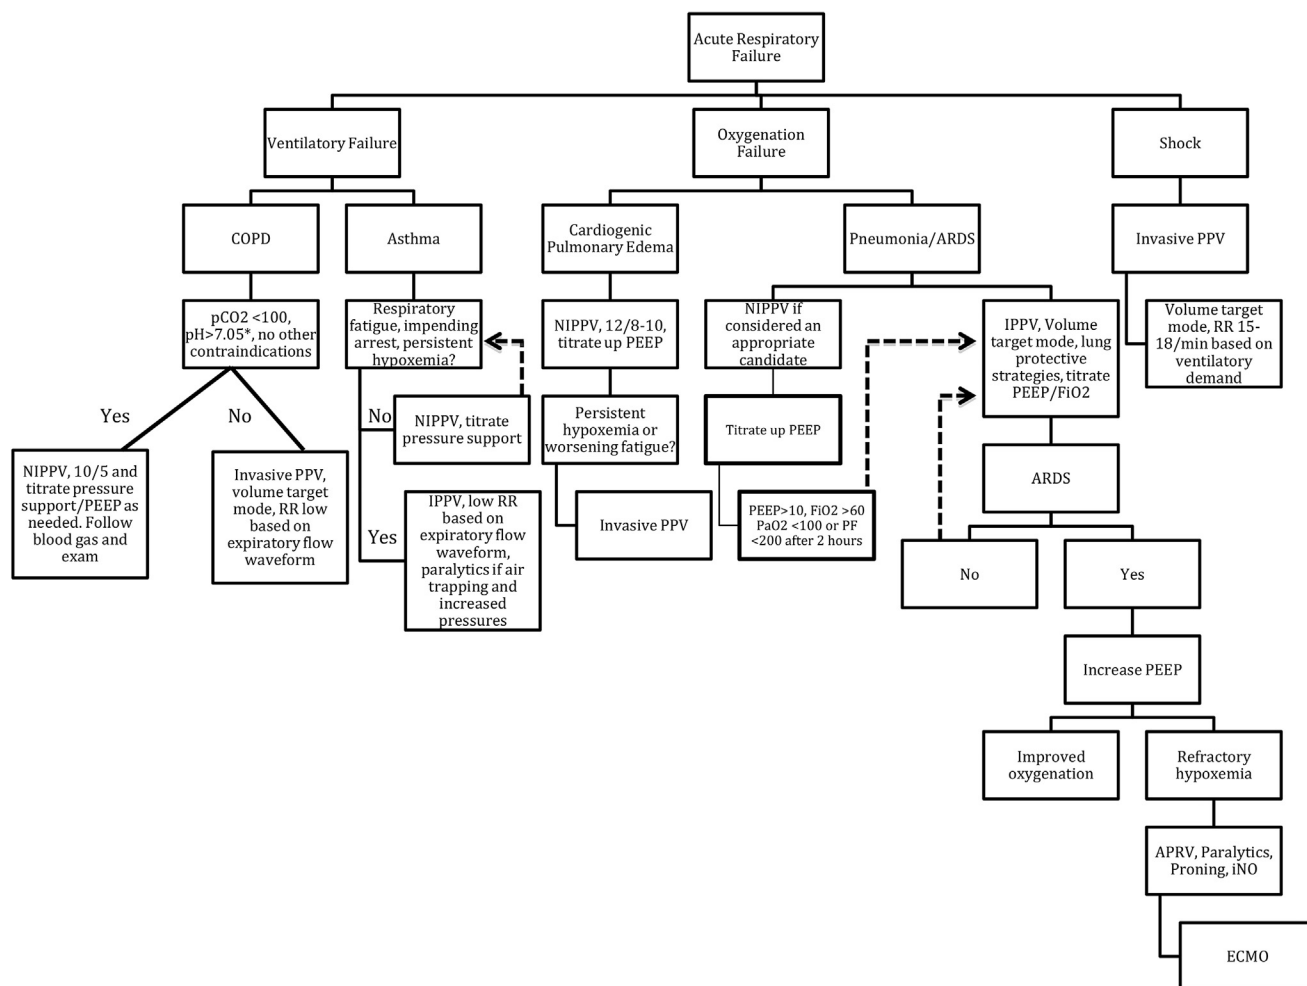 Acute Respiratory
Failure
Ventilatory Failure
Oxygenation
Failure
Shock
COPD
Asthma
Cardiogenic
Pulmonary Edema
Pneumonia/ARDS
Invasive PPV
pCO2 <100,
pH>7.05*, no other
contraindications
Respiratory
fatigue, impending
arrest, persistent
hypoxemia?
NIPPV, 12/8-10,
titrate up PEEP
NIPPV if
considered an
appropriate
candidate
IPPV, Volume
target mode, lung
protective
strategies, titrate
PEEP/FiO2
Volume target
mode, RR 15-
18/min based on
ventilatory
demand
Yes
No
No
NIPPV, titrate
pressure support
Persistent
hypoxemia or
worsening fatigue?
Titrate up PEEP
ARDS
NIPPV, 10/5 and
titrate pressure
support/PEEP as
needed. Follow
blood gas and
exam
Invasive PPV,
volume target
mode, RR low
based on
expiratory flow
waveform
Yes
IPPV, low RR
based on
expiratory flow
waveform,
paralytics if air
trapping and
increased
pressures
Invasive PPV
PEEP>10, FiO2 >60
PaO2 <100 or PF
<200 after 2 hours
No
Yes
Increase PEEP
Improved
oxygenation
Refractory
hypoxemia
APRV, Paralytics,
Proning, iNO
ECMO